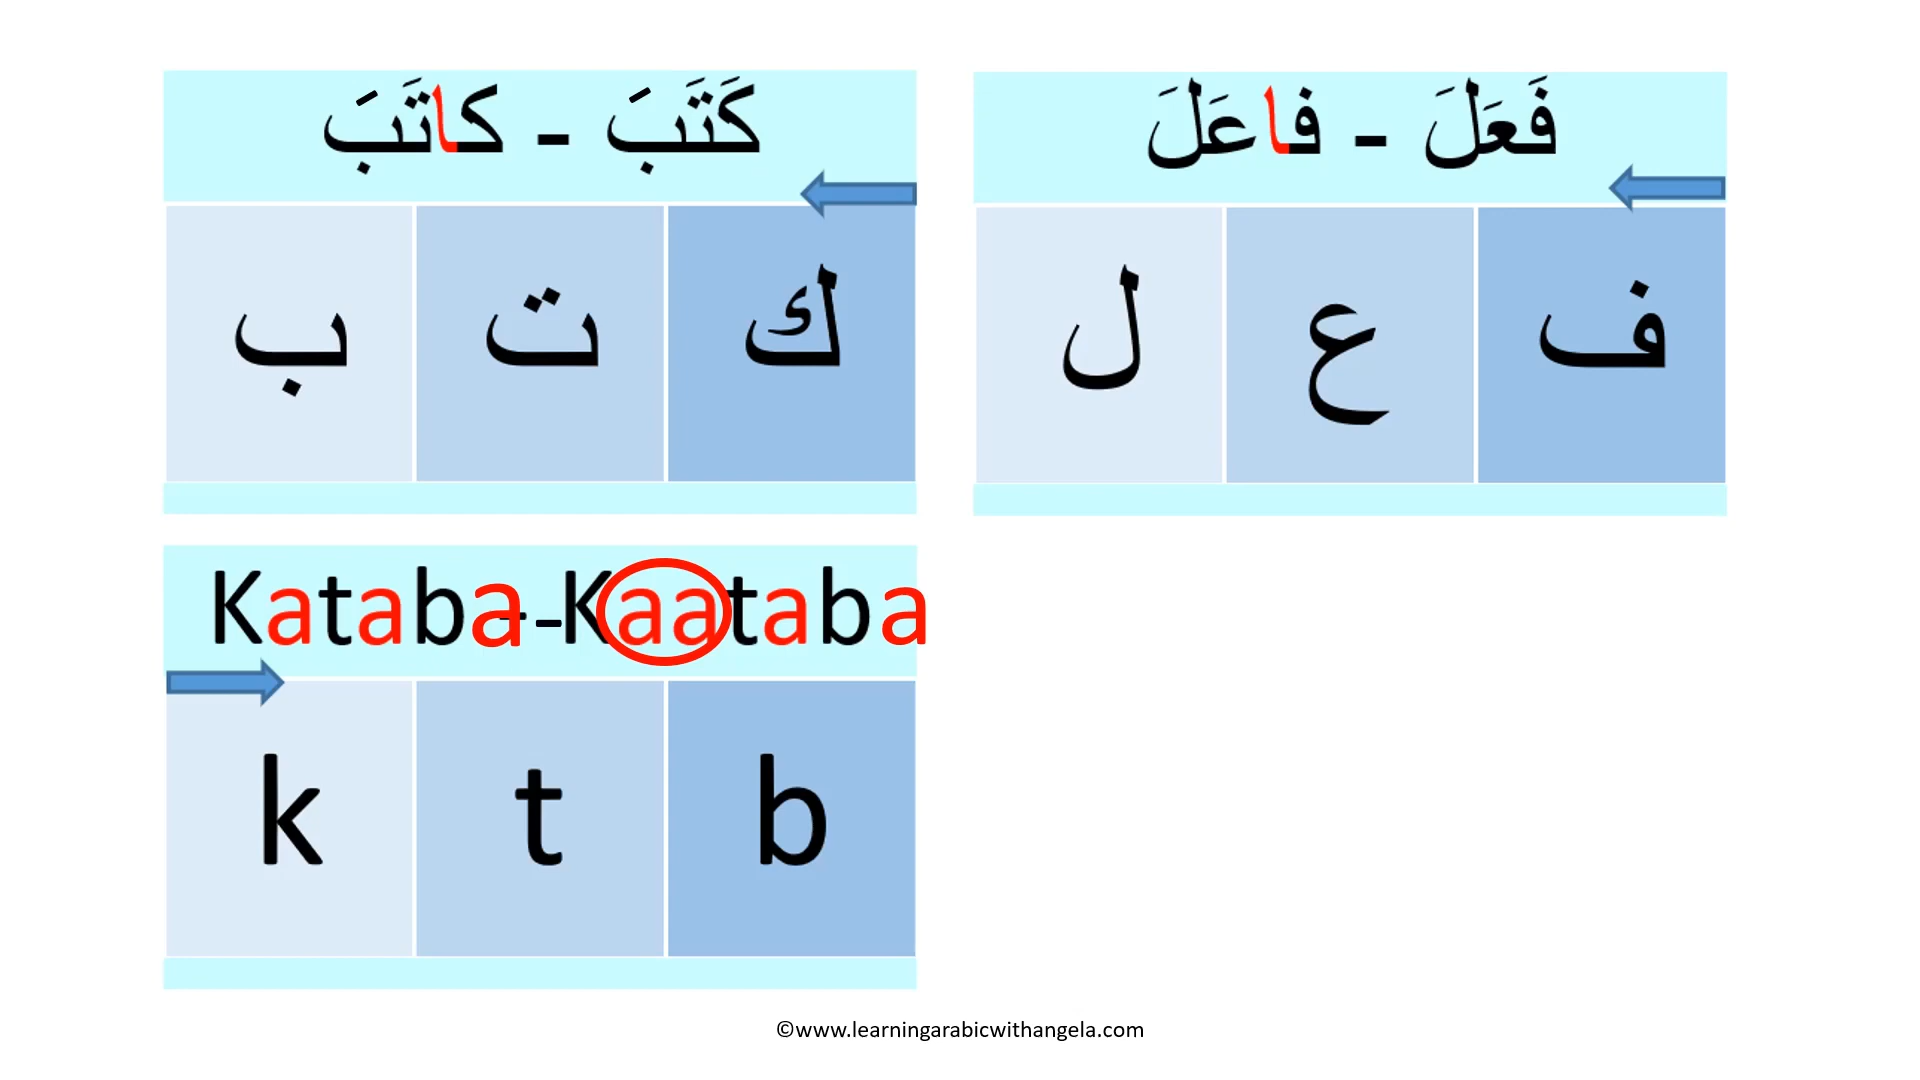 كَتَبَ - كاتَبَ
ك ت ب
فَعَلَ - فاعَلَ
ف ع ل
Kataba - Kaataba
k t b
©www.learningarabicwithangela.com